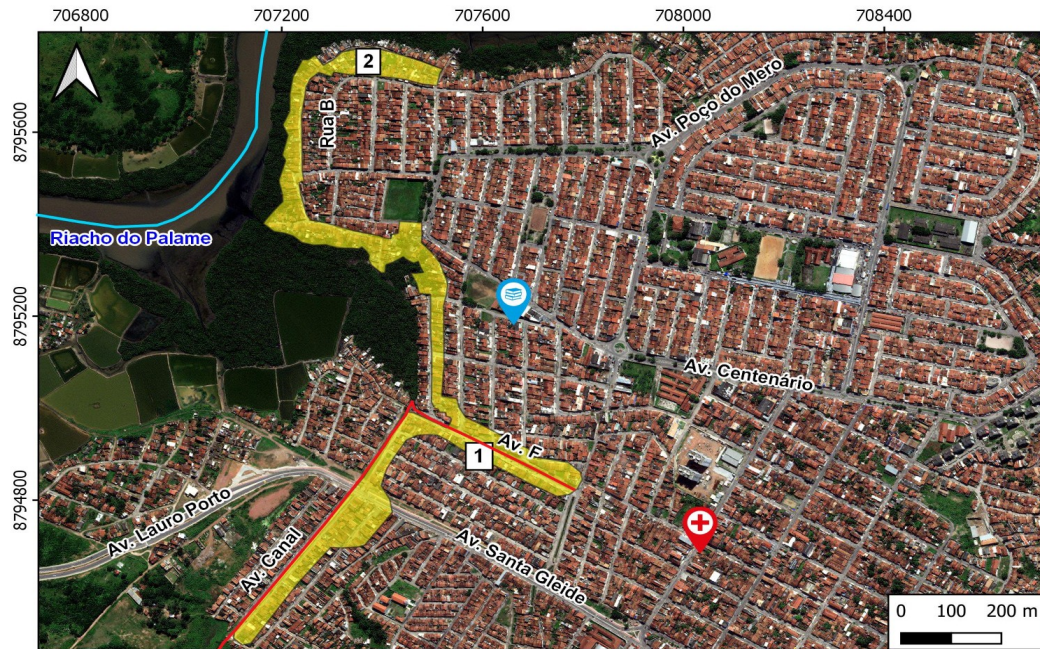 706800
707200
707600
708000
708400
8795600
8795200
8794800
2
Rua B
Av. Poço do Mero
Riacho do Palame
Av. Centenário
Av. F
1
Av. Lauro Porto
Av. Canal
Av. Santa Gleide
0 100 200 m